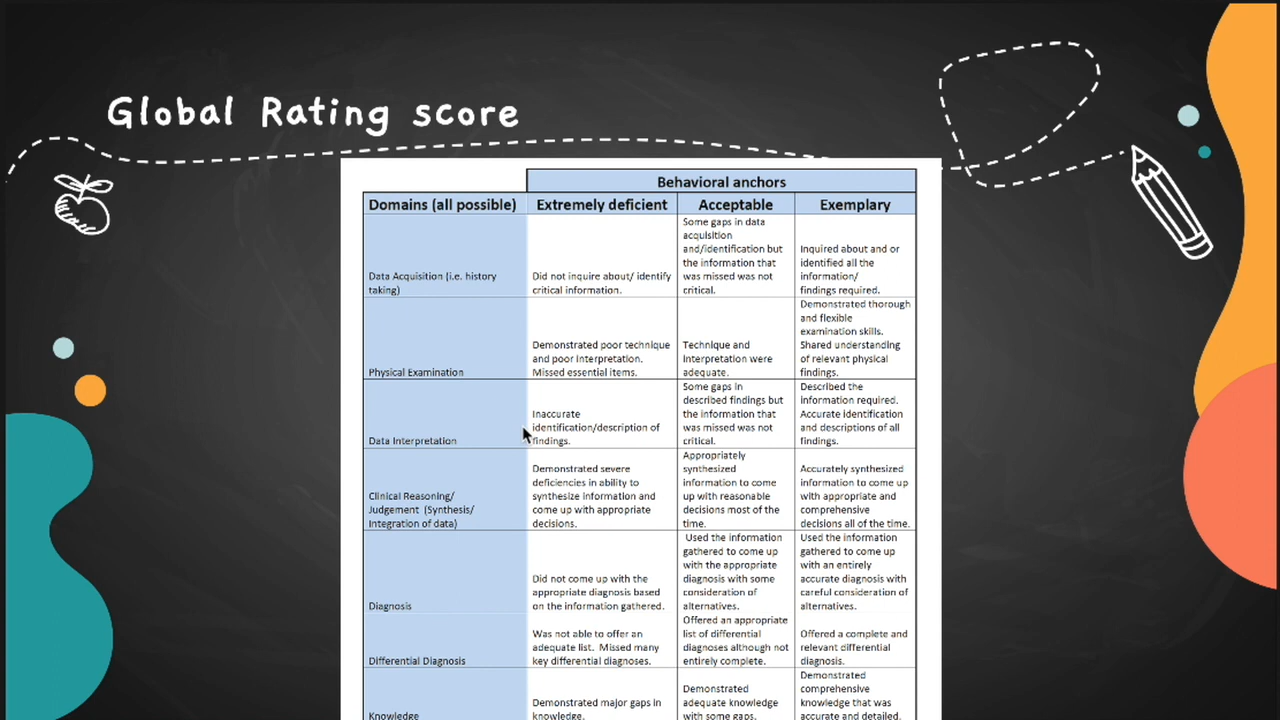 Global Rating score
Behavioral anchors
Domains (all possible) Extremely deficient Acceptable Exemplary
Data Acquisition (i.e. history
taking)
Did not inquire about/ identify
critical information.
Some gaps in data
acquisition
and/identification but
the information that
was missed was not
critical.
Inquired about and or
identified all the
information/
findings required.
Physical Examination
Demonstrated poor technique
and poor interpretation.
Missed essential items.
Technique and
interpretation were
adequate.
Demonstrated thorough
and flexible
examination skills.
Shared understanding
of relevant physical
findings.
Data Interpretation
Inaccurate
identification/description of
findings.
Some gaps in
described findings but
the information that
was missed was not
critical.
Described the
information required.
Accurate identification
and descriptions of all
findings.
Clinical Reasoning/
Judgement (Synthesis/
Integration of data)
Demonstrated severe
deficiencies in ability to
synthesize information and
come up with appropriate
decisions.
Appropriately
synthesized
information to come
up with reasonable
decisions most of the
time.
Accurately synthesized
information to come up
with appropriate and
comprehensive
decisions all of the time.
Diagnosis
Did not come up with the
appropriate diagnosis based
on the information gathered.
Used the information
gathered to come up
with the appropriate
diagnosis with some
consideration of
alternatives.
Used the information
gathered to come up
with an entirely
accurate diagnosis with
careful consideration of
alternatives.
Differential Diagnosis
Was not able to offer an
adequate list. Missed many
key differential diagnoses.
Offered an appropriate
list of differential
diagnoses although not
entirely complete.
Offered a complete and
relevant differential
diagnosis.
Knowledge
Demonstrated major gaps in
knowledge.
Demonstrated
adequate knowledge
with some gaps.
Demonstrated
comprehensive
knowledge that was
accurate and detailed.